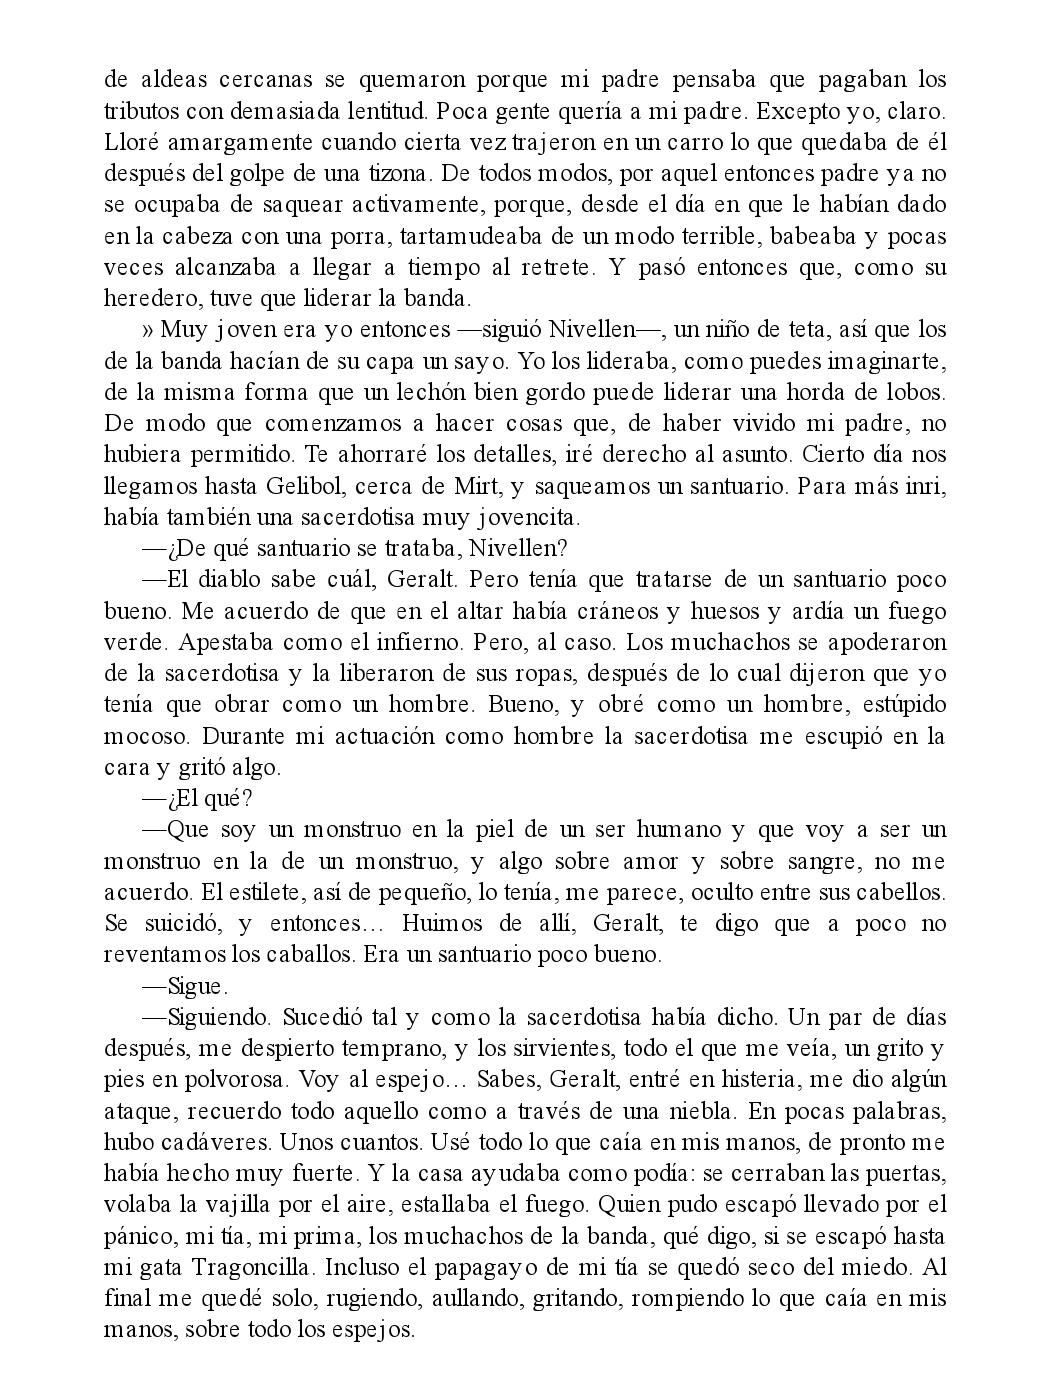 de aldeas cercanas se quemaron porque mi padre pensaba que pagaban los
tributos con demasiada lentitud. Poca gente quería a mi padre. Excepto yo, claro.
Lloré amargamente cuando cierta vez trajeron en un carro lo que quedaba de él
después del golpe de una tizona. De todos modos, por aquel entonces padre ya no
se ocupaba de saquear activamente, porque, desde el día en que le habían dado
en la cabeza con una porra, tartamudeaba de un modo terrible, babeaba y pocas
veces alcanzaba a llegar a tiempo al retrete. Y pasó entonces que, como su
heredero, tuve que liderar la banda.
» Muy joven era yo entonces —siguió Nivellen—, un niño de teta, así que los
de la banda hacían de su capa un sayo. Yo los lideraba, como puedes imaginarte,
de la misma forma que un lechón bien gordo puede liderar una horda de lobos.
De modo que comenzamos a hacer cosas que, de haber vivido mi padre, no
hubiera permitido. Te ahorraré los detalles, iré derecho al asunto. Cierto día nos
llegamos hasta Gelibol, cerca de Mirt, y saqueamos un santuario. Para más inri,
había también una sacerdotisa muy jovencita.
—¿De qué santuario se trataba, Nivellen?
—El diablo sabe cuál, Geralt. Pero tenía que tratarse de un santuario poco
bueno. Me acuerdo de que en el altar había cráneos y huesos y ardía un fuego
verde. Apestaba como el infierno. Pero, al caso. Los muchachos se apoderaron
de la sacerdotisa y la liberaron de sus ropas, después de lo cual dijeron que yo
tenía que obrar como un hombre. Bueno, y obré como un hombre, estúpido
mocoso. Durante mi actuación como hombre la sacerdotisa me escupió en la
cara y gritó algo.
—¿El qué?
—Que soy un monstruo en la piel de un ser humano y que voy a ser un
monstruo en la de un monstruo, y algo sobre amor y sobre sangre, no me
acuerdo. El estilete, así de pequeño, lo tenía, me parece, oculto entre sus cabellos.
Se suicidó, y entonces… Huimos de allí, Geralt, te digo que a poco no
reventamos los caballos. Era un santuario poco bueno.
—Sigue.
—Siguiendo. Sucedió tal y como la sacerdotisa había dicho. Un par de días
después, me despierto temprano, y los sirvientes, todo el que me veía, un grito y
pies en polvorosa. Voy al espejo… Sabes, Geralt, entré en histeria, me dio algún
ataque, recuerdo todo aquello como a través de una niebla. En pocas palabras,
hubo cadáveres. Unos cuantos. Usé todo lo que caía en mis manos, de pronto me
había hecho muy fuerte. Y la casa ayudaba como podía: se cerraban las puertas,
volaba la vajilla por el aire, estallaba el fuego. Quien pudo escapó llevado por el
pánico, mi tía, mi prima, los muchachos de la banda, qué digo, si se escapó hasta
mi gata Tragoncilla. Incluso el papagayo de mi tía se quedó seco del miedo. Al
final me quedé solo, rugiendo, aullando, gritando, rompiendo lo que caía en mis
manos, sobre todo los espejos.